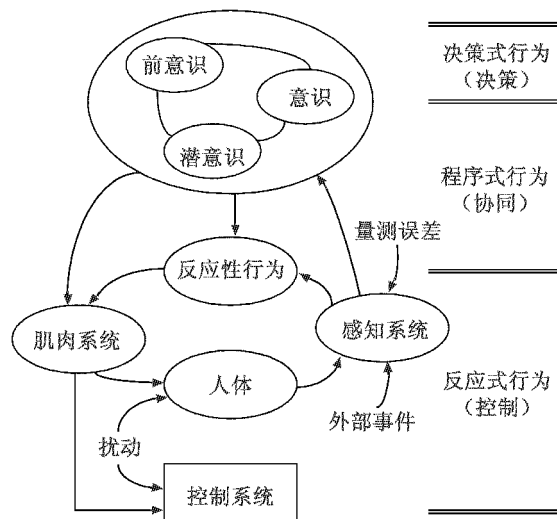 前意识
意识
潜意识
决策式行为
（决策）
程序式行为
（协同）
量测误差
反应性行为
肌肉系统
感知系统
人体
外部事件
反应式行为
（控制）
扰动
控制系统